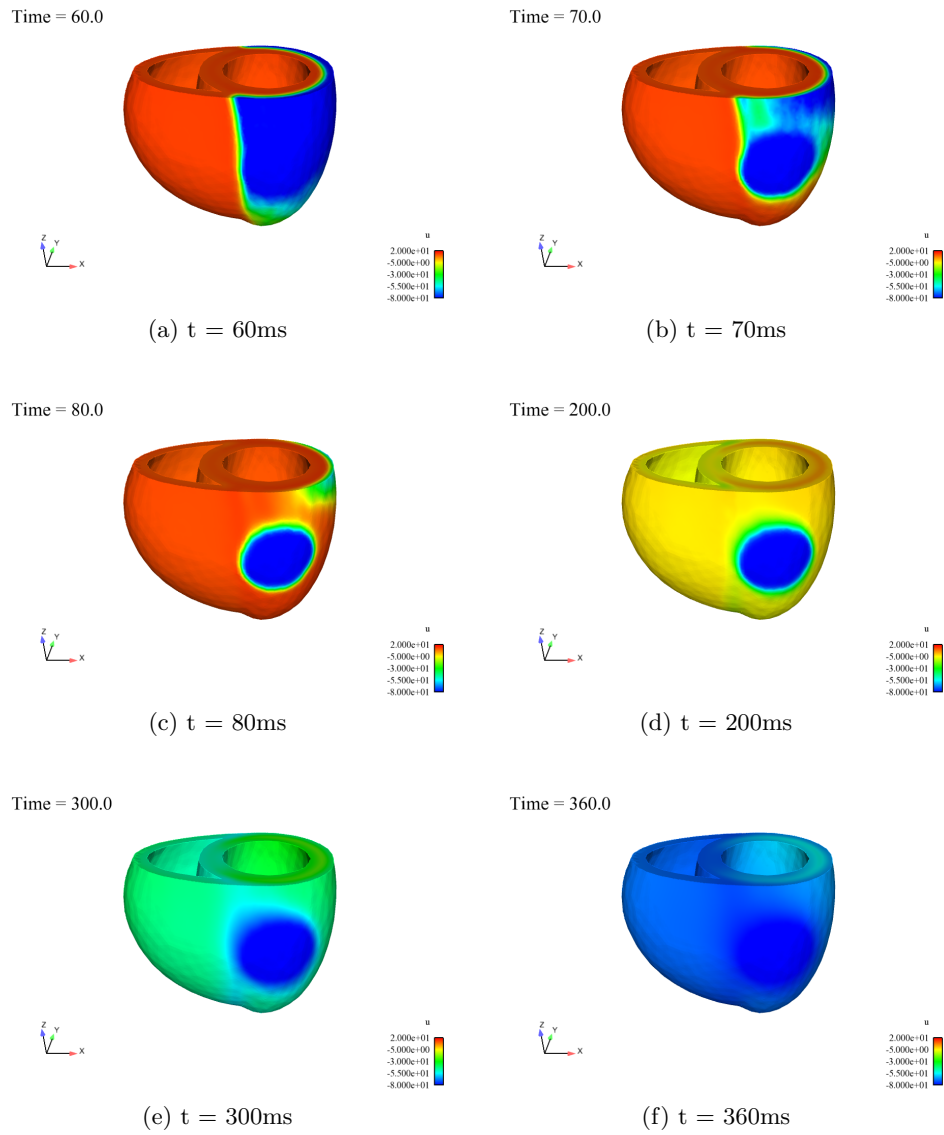 Time = 60.0
Z
Y
X
u
2.000e+01
-5.000e+00
-3.000e+01
-5.500e+01
-8.000e+01
(a) t = 60ms
Time = 70.0
Z
Y
X
u
2.000e+01
-5.000e+00
-3.000e+01
-5.500e+01
-8.000e+01
(b) t = 70ms
Time = 80.0
Z
Y
X
u
2.000e+01
-5.000e+00
-3.000e+01
-5.500e+01
-8.000e+01
(c) t = 80ms
Time = 200.0
Z
Y
X
u
2.000e+01
-5.000e+00
-3.000e+01
-5.500e+01
-8.000e+01
(d) t = 200ms
Time = 300.0
Z
Y
X
u
2.000e+01
-5.000e+00
-3.000e+01
-5.500e+01
-8.000e+01
(e) t = 300ms
Time = 360.0
Z
Y
X
u
2.000e+01
-5.000e+00
-3.000e+01
-5.500e+01
-8.000e+01
(f) t = 360ms